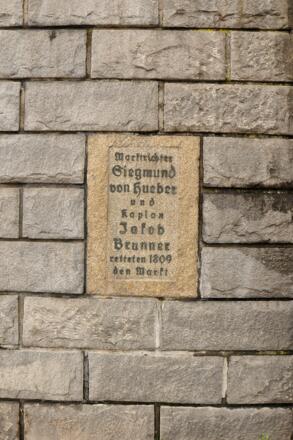 Marktrichter
Siegmund
von Hueber
und
Kaplan
Jakob
Brunner
retteten 1809
den Markt